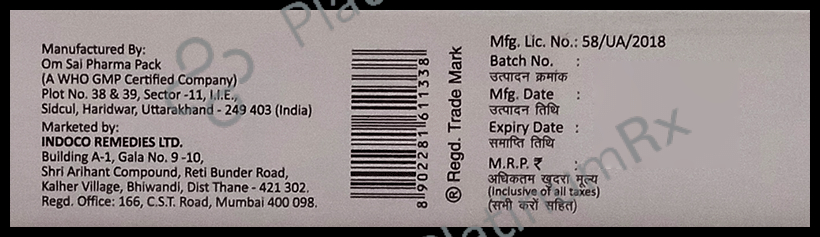 Manufactured By:
Om Sai Pharma Pack
(A WHO GMP Certified Company)
Plot No. 38 & 39, Sector -11, I.I.E.,
Sidcul, Haridwar, Uttarakhand - 249 403 (India)
Marketed by:
INDOCO REMEDIES LTD.
Building A-1, Gala No. 9 -10,
Shri Arihant Compound, Reti Bunder Road,
Kalher Village, Bhiwandi, Dist Thane - 421 302.
Regd. Office: 166, C.S.T. Road, Mumbai 400 098.
8 902281 611338
® Regd. Trade Mark
Mfg. Lic. No.: 58/UA/2018
Batch No. :
उत्पादन क्रमांक
Mfg. Date :
उत्पादन तिथि
Expiry Date :
समाप्ति तिथि
M.R.P. ₹ :
अधिकतम खुदरा मूल्य
(Inclusive of all taxes)
(सभी करों सहित)
PlatinumRx